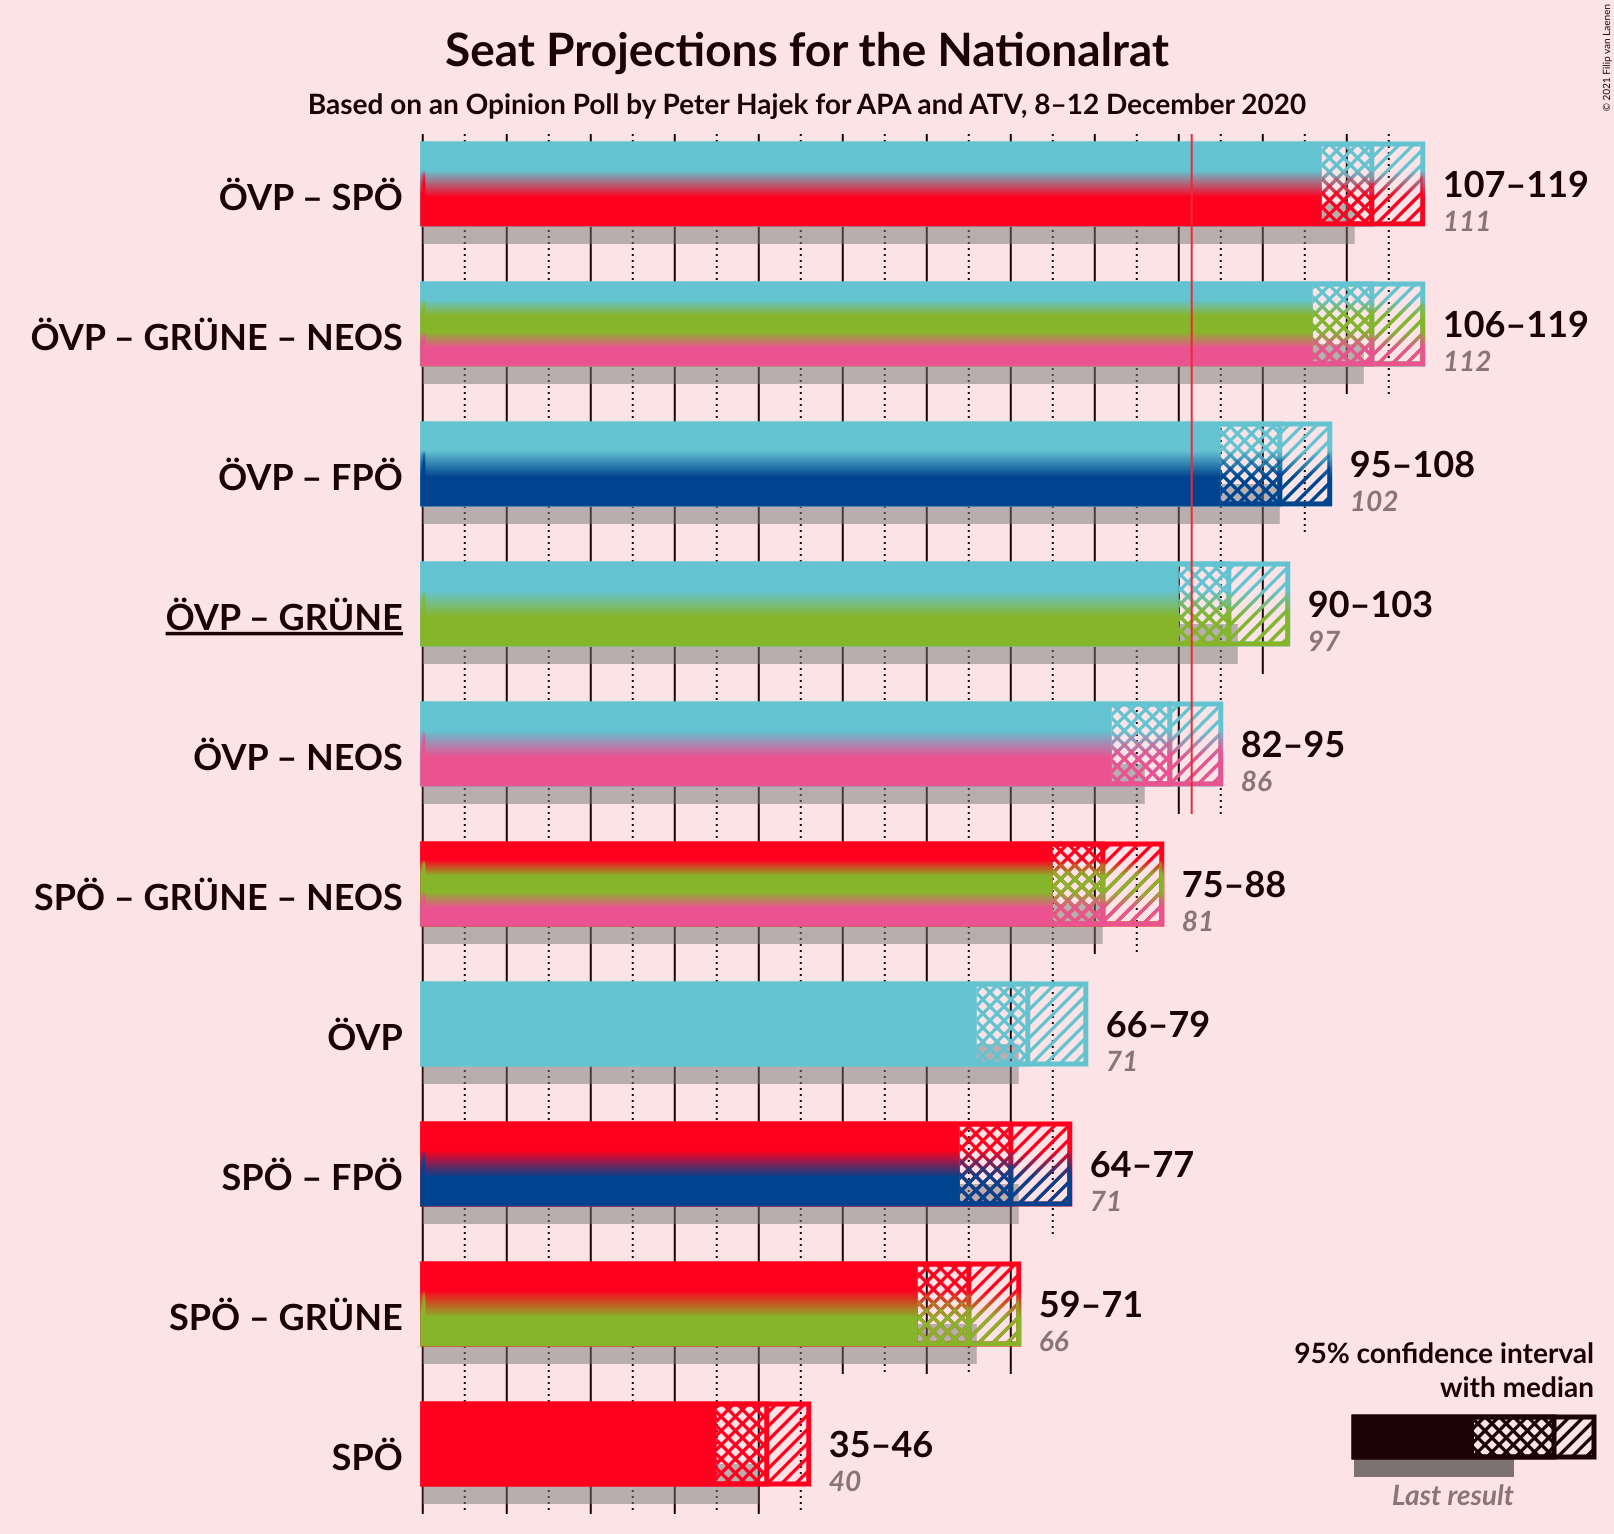 Seat Projections for the Nationalrat
Based on an Opinion Poll by Peter Hajek for APA and ATV, 8–12 December 2020
© 2021 Filip van Laenen
ÖVP – SPÖ
107–119
111
ÖVP – GRÜNE – NEOS
106–119
112
ÖVP – FPÖ
95–108
102
ÖVP – GRÜNE
90–103
97
ÖVP – NEOS
82–95
86
SPÖ – GRÜNE – NEOS
75–88
81
ÖVP
66–79
71
SPÖ – FPÖ
64–77
71
SPÖ – GRÜNE
59–71
66
SPÖ
35–46
40
95% confidence interval
with median
Last result